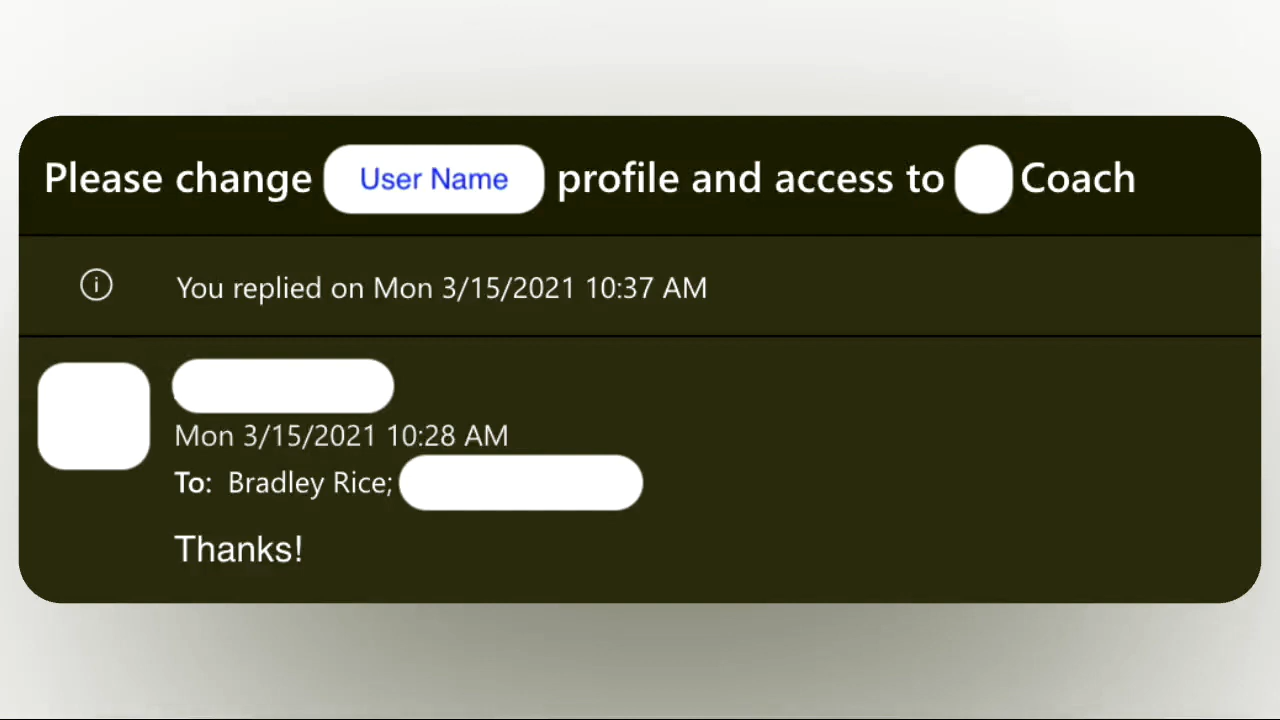 Please change User Name profile and access to Coach
You replied on Mon 3/15/2021 10:37 AM
Mon 3/15/2021 10:28 AM
To: Bradley Rice;
Thanks!